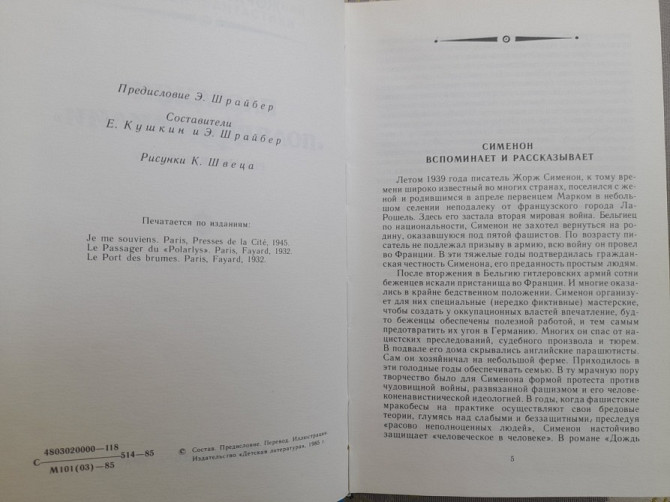 Предисловие Э. Шрайбер
Составители
Е. Кушкин и Э. Шрайбер
Рисунки К. Швеца
Печатается по изданиям:
Je me souviens. Paris, Presses de la Cité, 1945.
Le Passager du «Polarlys». Paris, Fayard, 1932.
Le Port des brumes. Paris, Fayard, 1932.
4803020000—118
С 514—85
М101(03)—85
© Состав. Предисловие. Перевод. Иллюстрации.
Издательство «Детская литература», 1985 г.
СИМЕНОН
ВСПОМИНАЕТ И РАССКАЗЫВАЕТ
Летом 1939 года писатель Жорж Сименон, к тому вре-
мени широко известный во многих странах, поселился с же-
ной и родившимся в апреле первенцем Марком в неболь-
шом селении неподалеку от французского города Ла-
Рошель. Здесь его застала вторая мировая война. Бельгиец
по национальности, Сименон не захотел вернуться на ро-
дину, оказавшуюся под пятой фашистов. По возрасту пи-
сатель не подлежал призыву в армию, всю войну он провел
во Франции. В эти тяжелые годы подтвердилась граждан-
ская честность Сименона, его преданность простым людям.
После вторжения в Бельгию гитлеровских армий сотни
беженцев искали пристанища во Франции. И многие оказа-
лись в крайне бедственном положении. Сименон организу-
ет для них специальные (нередко фиктивные) мастерские,
чтобы создать у оккупационных властей впечатление, буд-
то беженцы обеспечены полезной работой, и тем самым
предотвратить их угон в Германию. Многих он спас от на-
цистских преследований, судебного произвола и тюрем.
В подвале его дома скрывались английские парашютисты.
Сам он хозяйничал на небольшой ферме. Приходилось в
эти голодные годы обеспечивать семью. В ту мрачную пору
творчество было для Сименона формой протеста против
чудовищной войны, развязанной фашизмом и его человеко-
коненавистнической идеологией. В годы, когда фашистские
мракобесы на практике осуществляют свои бредовые
теории, глумясь над слабыми и беззащитными, преследуя
«расово неполноценных людей», Сименон настойчиво
защищает «человеческое в человеке». В романе «Дождь
5